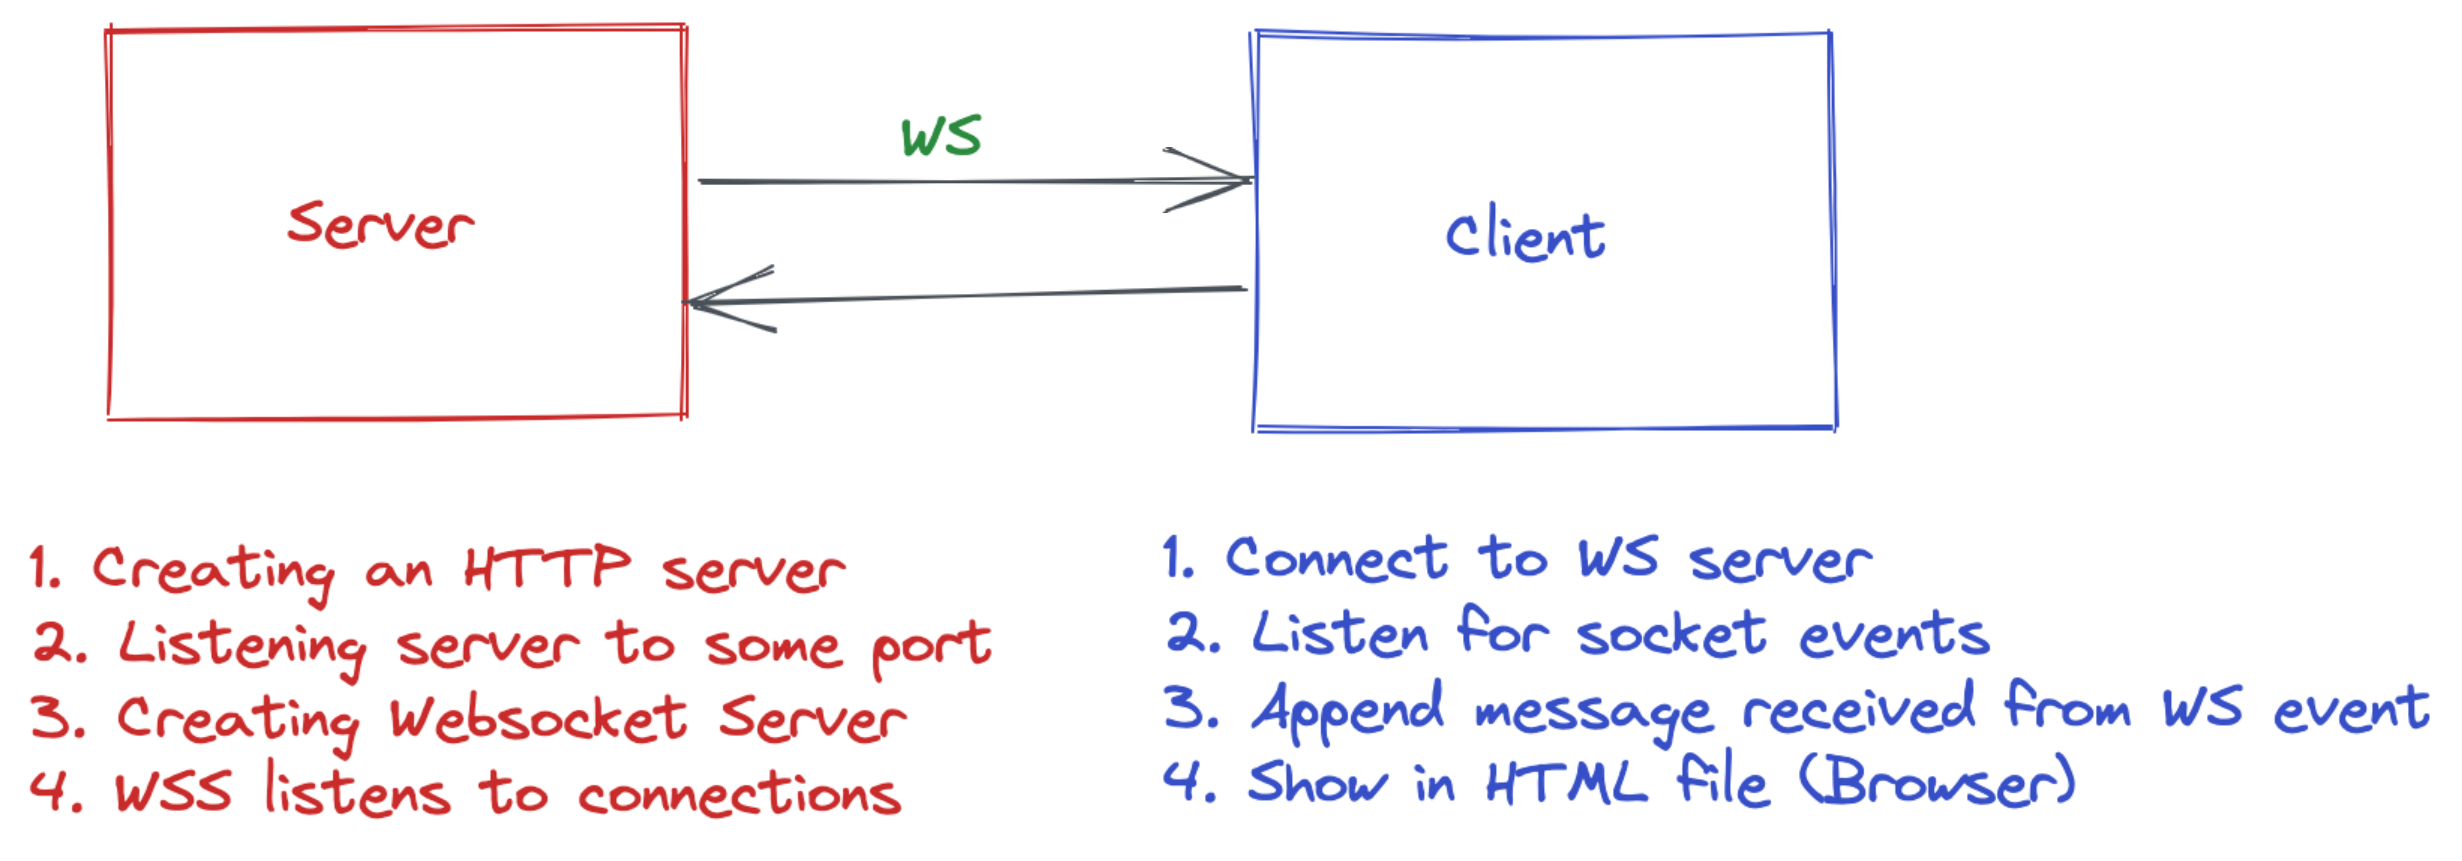 WS
Server
Client
1. Creating an HTTP server
2. Listening server to some port
3. Creating Websocket Server
4. WSS listens to connections
1. Connect to WS server
2. Listen for socket events
3. Append message received from WS event
4. Show in HTML file (Browser)